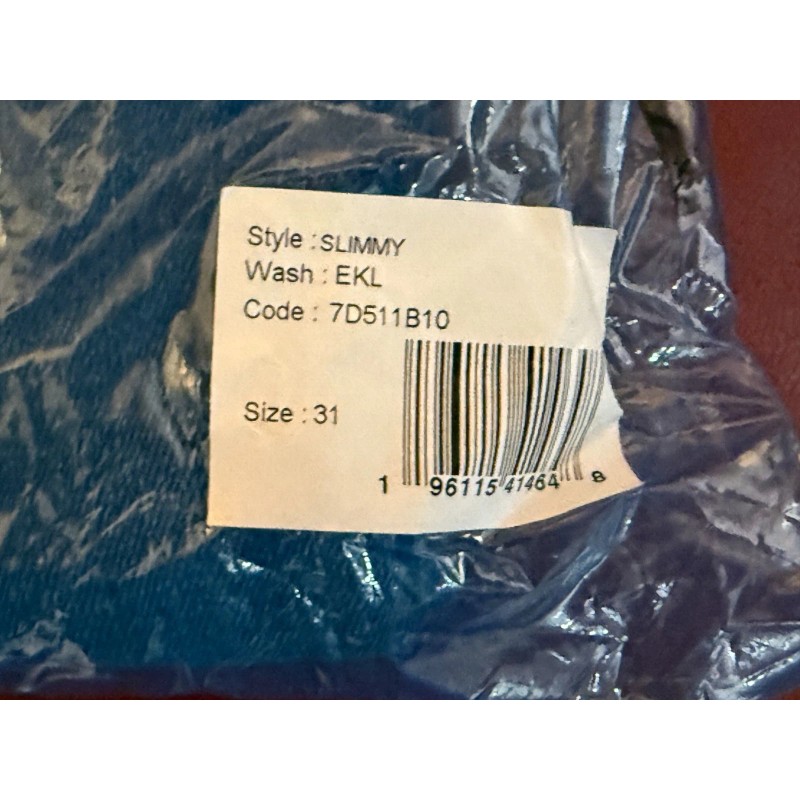 Style : SLIMMY
Wash : EKL
Code : 7D511B10
Size : 31
1 96115 41464 8